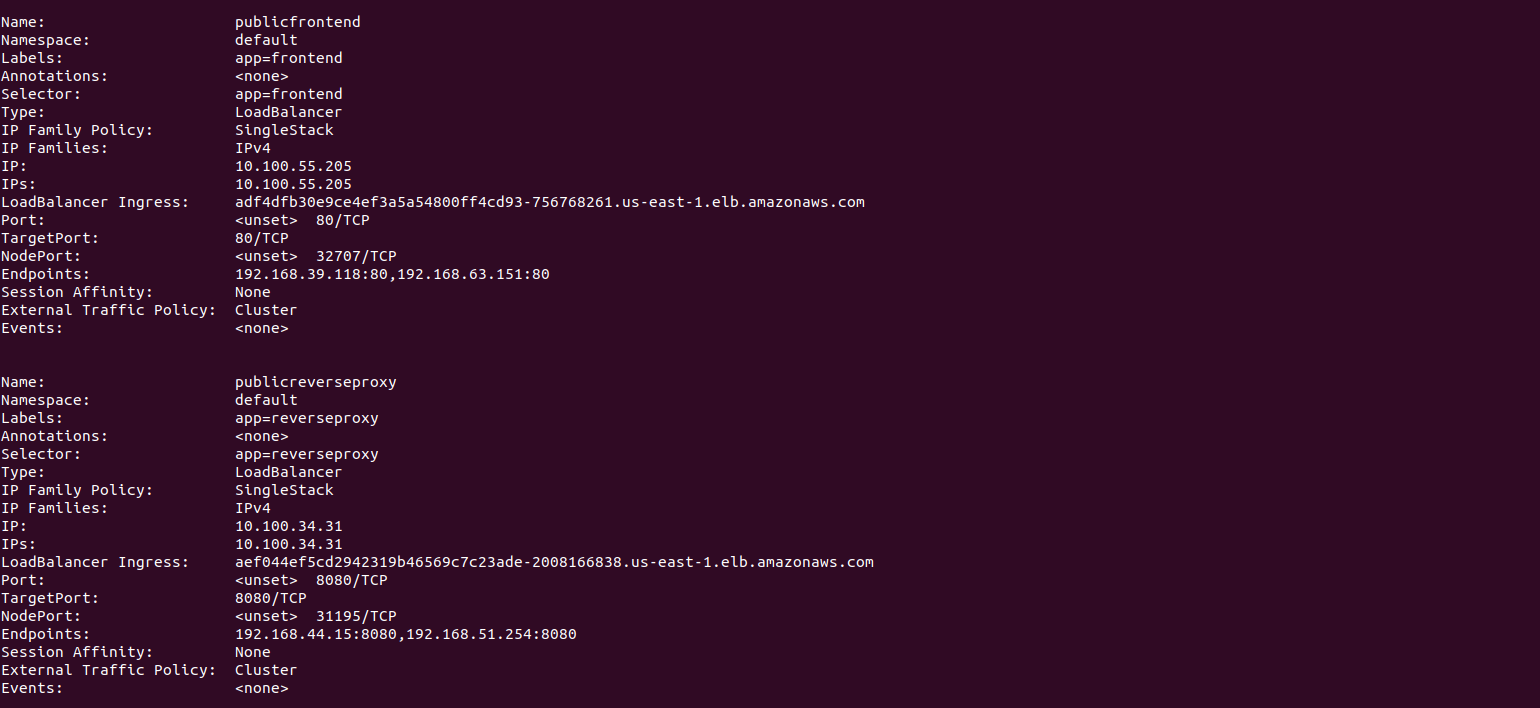 Name:                     publicfrontend
Namespace:                default
Labels:                   app=frontend
Annotations:              <none>
Selector:                 app=frontend
Type:                     LoadBalancer
IP Family Policy:         SingleStack
IP Families:              IPv4
IP:                       10.100.55.205
IPs:                      10.100.55.205
LoadBalancer Ingress:     adf4dfb30e9ce4ef3a5a54800ff4cd93-756768261.us-east-1.elb.amazonaws.com
Port:                     <unset>  80/TCP
TargetPort:               80/TCP
NodePort:                 <unset>  32707/TCP
Endpoints:                192.168.39.118:80,192.168.63.151:80
Session Affinity:         None
External Traffic Policy:  Cluster
Events:                   <none>
Name:                     publicreverseproxy
Namespace:                default
Labels:                   app=reverseproxy
Annotations:              <none>
Selector:                 app=reverseproxy
Type:                     LoadBalancer
IP Family Policy:         SingleStack
IP Families:              IPv4
IP:                       10.100.34.31
IPs:                      10.100.34.31
LoadBalancer Ingress:     aef044ef5cd2942319b46569c7c23ade-2008166838.us-east-1.elb.amazonaws.com
Port:                     <unset>  8080/TCP
TargetPort:               8080/TCP
NodePort:                 <unset>  31195/TCP
Endpoints:                192.168.44.15:8080,192.168.51.254:8080
Session Affinity:         None
External Traffic Policy:  Cluster
Events:                   <none>